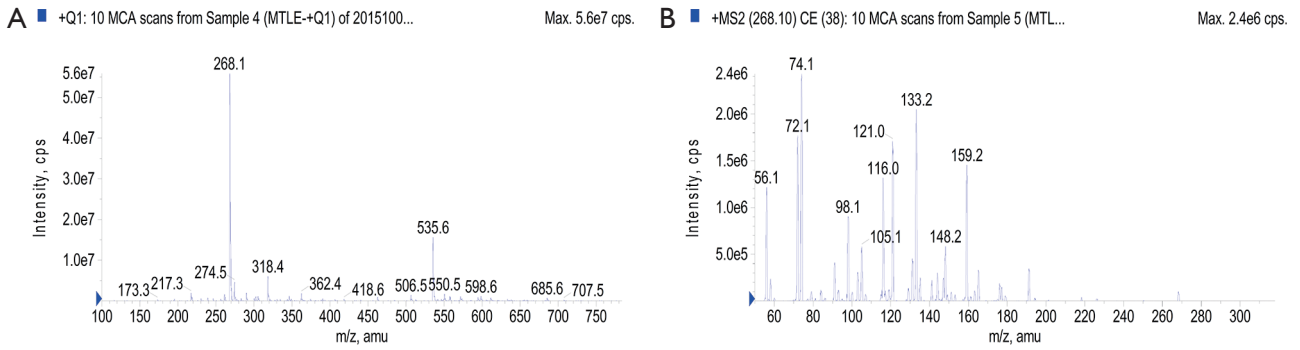 A +Q1: 10 MCA scans from Sample 4 (MTLE-+Q1) of 2015100... Max. 5.6e7 cps.
Intensity, cps
5.6e7
5.0e7
4.0e7
3.0e7
2.0e7
1.0e7
268.1
535.6
173.3
217.3
274.5
318.4
362.4
418.6
506.5
550.5
598.6
685.6
707.5
100 150 200 250 300 350 400 450 500 550 600 650 700 750
m/z, amu
B +MS2 (268.10) CE (38): 10 MCA scans from Sample 5 (MTL... Max. 2.4e6 cps.
Intensity, cps
2.4e6
2.0e6
1.5e6
1.0e6
5.0e5
74.1
133.2
72.1
121.0
116.0
159.2
56.1
98.1
105.1
148.2
60 80 100 120 140 160 180 200 220 240 260 280 300
m/z, amu